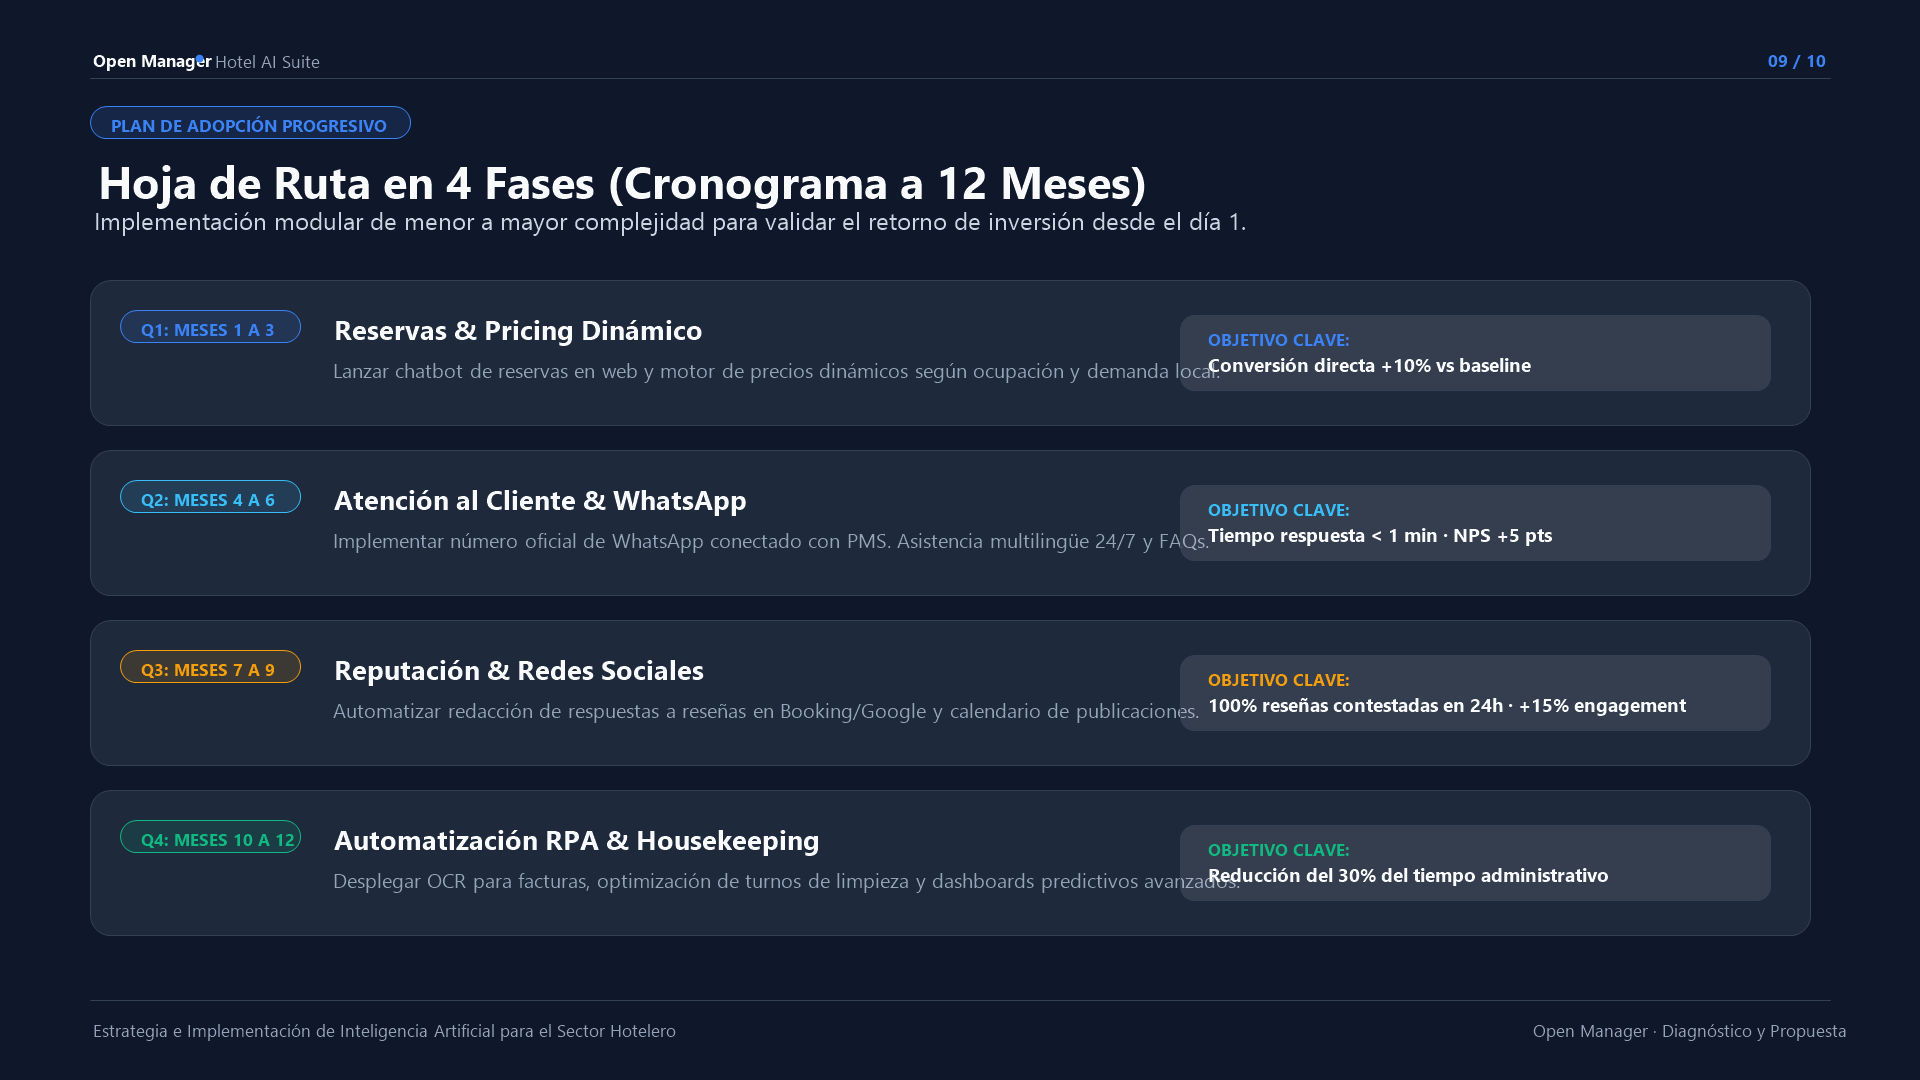 Open Manager Hotel AI Suite
09 / 10
PLAN DE ADOPCIÓN PROGRESIVO
Hoja de Ruta en 4 Fases (Cronograma a 12 Meses)
Implementación modular de menor a mayor complejidad para validar el retorno de inversión desde el día 1.
Q1: MESES 1 A 3
Reservas & Pricing Dinámico
Lanzar chatbot de reservas en web y motor de precios dinámicos según ocupación y demanda local.
OBJETIVO CLAVE:
Conversión directa +10% vs baseline
Q2: MESES 4 A 6
Atención al Cliente & WhatsApp
Implementar número oficial de WhatsApp conectado con PMS. Asistencia multilingüe 24/7 y FAQs.
OBJETIVO CLAVE:
Tiempo respuesta < 1 min · NPS +5 pts
Q3: MESES 7 A 9
Reputación & Redes Sociales
Automatizar redacción de respuestas a reseñas en Booking/Google y calendario de publicaciones.
OBJETIVO CLAVE:
100% reseñas contestadas en 24h · +15% engagement
Q4: MESES 10 A 12
Automatización RPA & Housekeeping
Desplegar OCR para facturas, optimización de turnos de limpieza y dashboards predictivos avanzados.
OBJETIVO CLAVE:
Reducción del 30% del tiempo administrativo
Estrategia e Implementación de Inteligencia Artificial para el Sector Hotelero
Open Manager · Diagnóstico y Propuesta